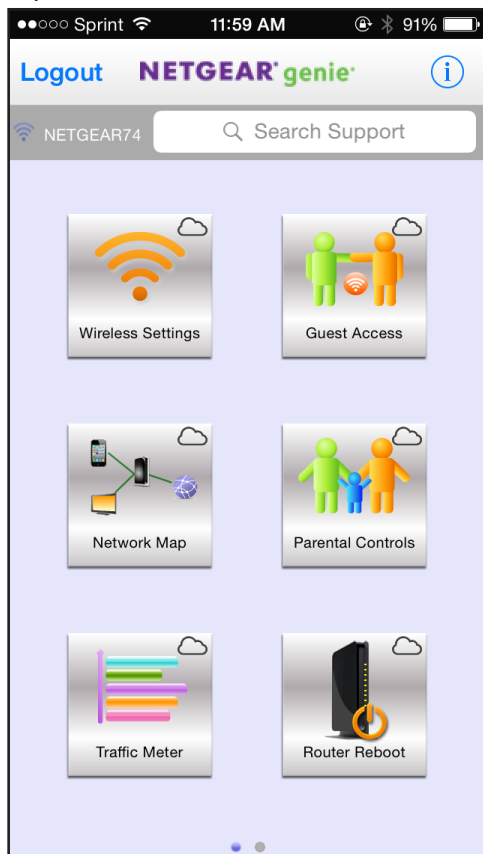 Sprint 11:59 AM 91%
Logout NETGEAR® genie®
NETGEAR74 Search Support
Wireless Settings
Guest Access
Network Map
Parental Controls
Traffic Meter
Router Reboot